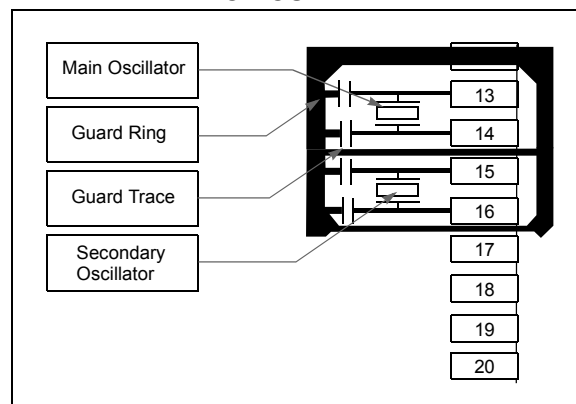 Main Oscillator
Guard Ring
Guard Trace
Secondary
Oscillator
13
14
15
16
17
18
19
20